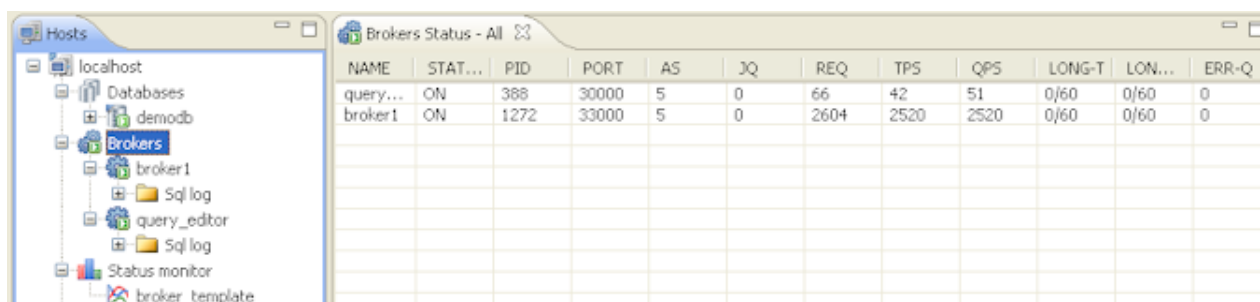 Hosts
localhost
Databases
demodb
Brokers
broker1
Sql log
query_editor
Sql log
Status monitor
broker_template
Brokers Status - All
NAME STAT... PID PORT AS JQ REQ TPS QPS LONG-T LON... ERR-Q
query... ON 388 30000 5 0 66 42 51 0/60 0/60 0
broker1 ON 1272 33000 5 0 2604 2520 2520 0/60 0/60 0